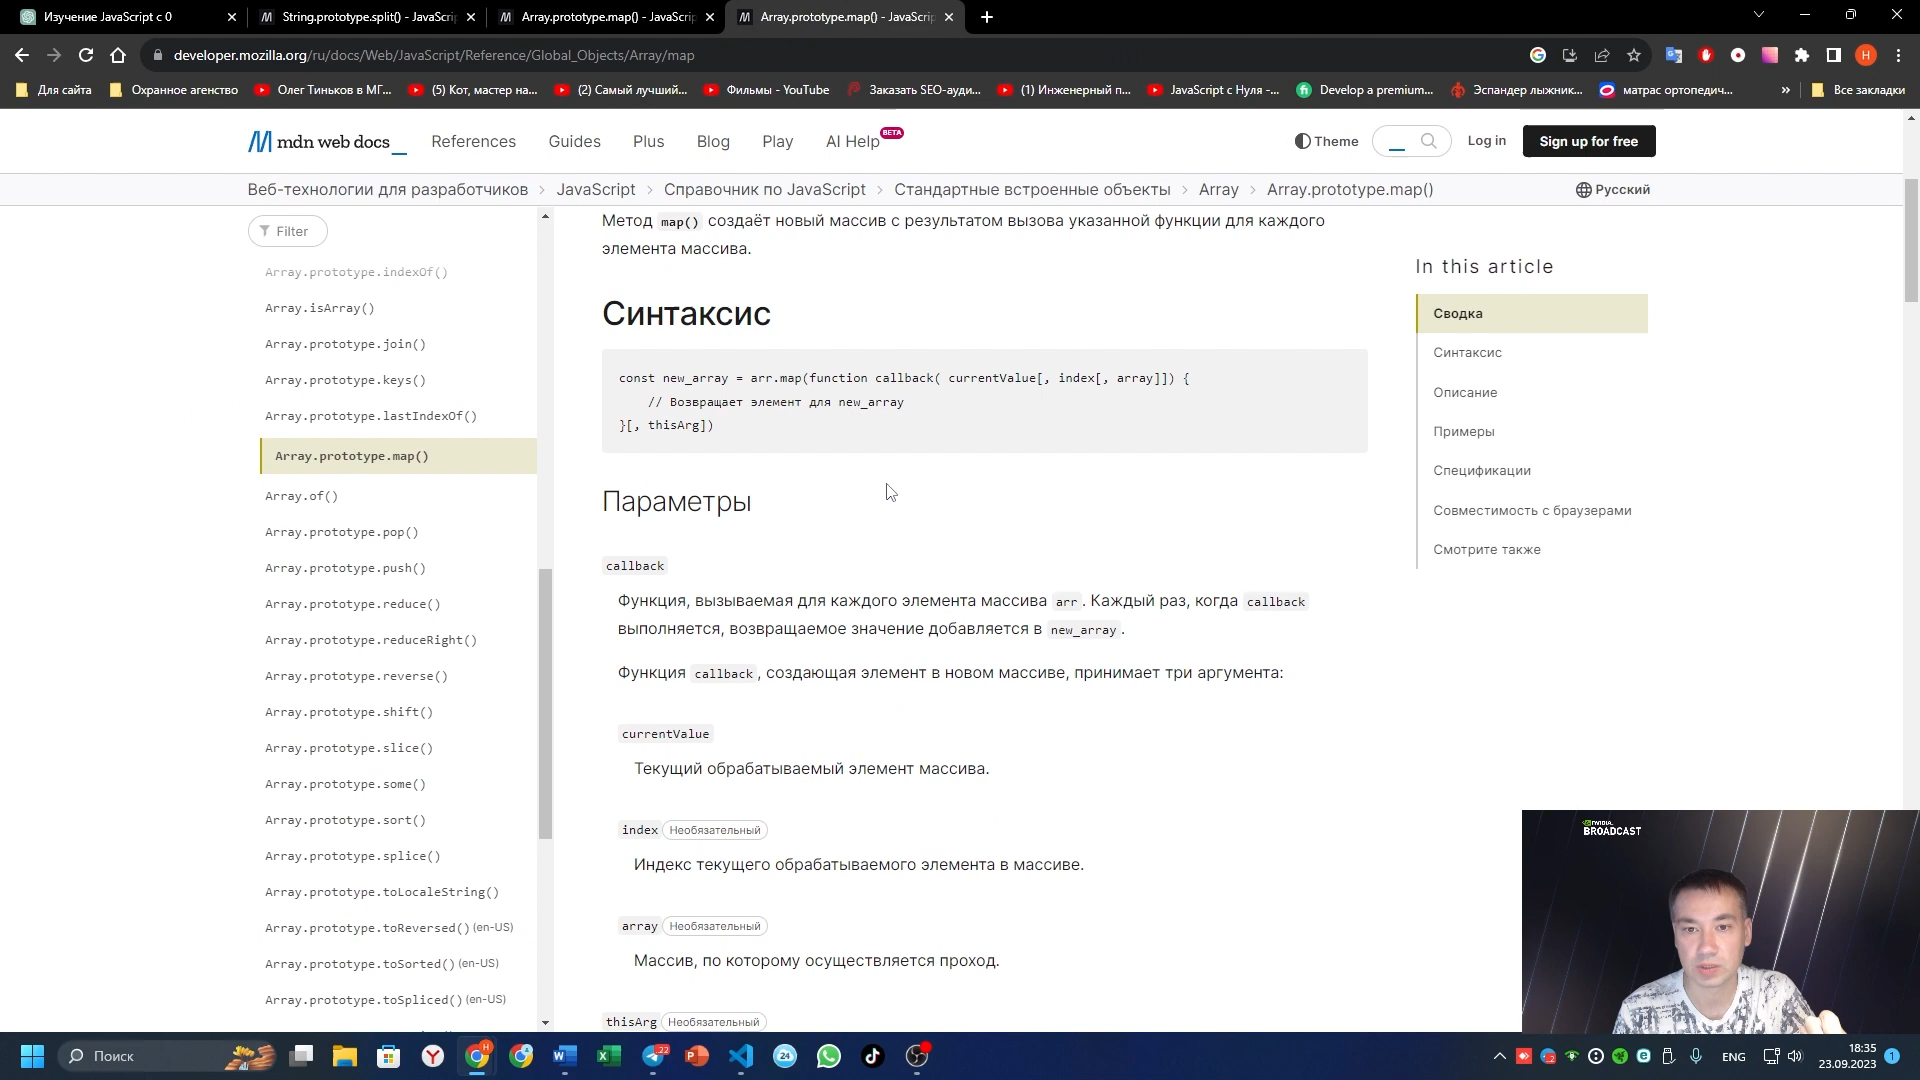 Изучение JavaScript с 0
String.prototype.split() - JavaScri
Array.prototype.map() - JavaScri
Array.prototype.map() - JavaScri
developer.mozilla.org/ru/docs/Web/JavaScript/Reference/Global_Objects/Array/map
Для сайта
Охранное агенство
Олег Тиньков в МГ...
(5) Кот, мастер на...
(2) Самый лучший...
Фильмы - YouTube
Заказать SEO-ауди...
(1) Инженерный п...
JavaScript с Нуля -...
Develop a premium...
Эспандер лыжник...
матрас ортопедич...
»
Все закладки
mdn web docs
References
Guides
Plus
Blog
Play
AI Help
BETA
Theme
Log in
Sign up for free
Веб-технологии для разработчиков > JavaScript > Справочник по JavaScript > Стандартные встроенные объекты > Array > Array.prototype.map()
Русский
Filter
Array.prototype.indexOf()
Array.isArray()
Array.prototype.join()
Array.prototype.keys()
Array.prototype.lastIndexOf()
Array.prototype.map()
Array.of()
Array.prototype.pop()
Array.prototype.push()
Array.prototype.reduce()
Array.prototype.reduceRight()
Array.prototype.reverse()
Array.prototype.shift()
Array.prototype.slice()
Array.prototype.some()
Array.prototype.sort()
Array.prototype.splice()
Array.prototype.toLocaleString()
Array.prototype.toReversed() (en-US)
Array.prototype.toSorted() (en-US)
Array.prototype.toSpliced() (en-US)
Метод map() создаёт новый массив с результатом вызова указанной функции для каждого
элемента массива.
Синтаксис
const new_array = arr.map(function callback( currentValue[, index[, array]]) {
// Возвращает элемент для new_array
}[, thisArg])
Параметры
callback
Функция, вызываемая для каждого элемента массива arr. Каждый раз, когда callback
выполняется, возвращаемое значение добавляется в new_array.
Функция callback, создающая элемент в новом массиве, принимает три аргумента:
currentValue
Текущий обрабатываемый элемент массива.
index Необязательный
Индекс текущего обрабатываемого элемента в массиве.
array Необязательный
Массив, по которому осуществляется проход.
thisArg Необязательный
In this article
Сводка
Синтаксис
Описание
Примеры
Спецификации
Совместимость с браузерами
Смотрите также
NVIDIA.
BROADCAST
Поиск
22
24
ENG
18:35
23.09.2023
1